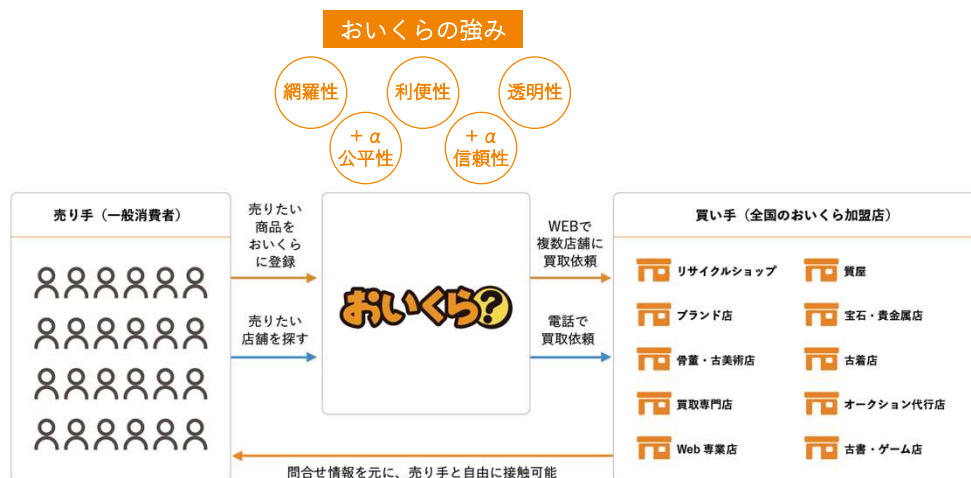 おいくらの強み
網羅性
利便性
透明性
+ α
公平性
+ α
信頼性
売り手（一般消費者）
売りたい
商品を
おいくら
に登録
売りたい
店舗を探す
おいくら?
WEBで
複数店舗に
買取依頼
電話で
買取依頼
買い手（全国のおいくら加盟店）
リサイクルショップ
質屋
ブランド店
宝石・貴金属店
骨董・古美術店
古着店
買取専門店
オークション代行店
Web 専業店
古書・ゲーム店
問合せ情報を元に、売り手と自由に接触可能